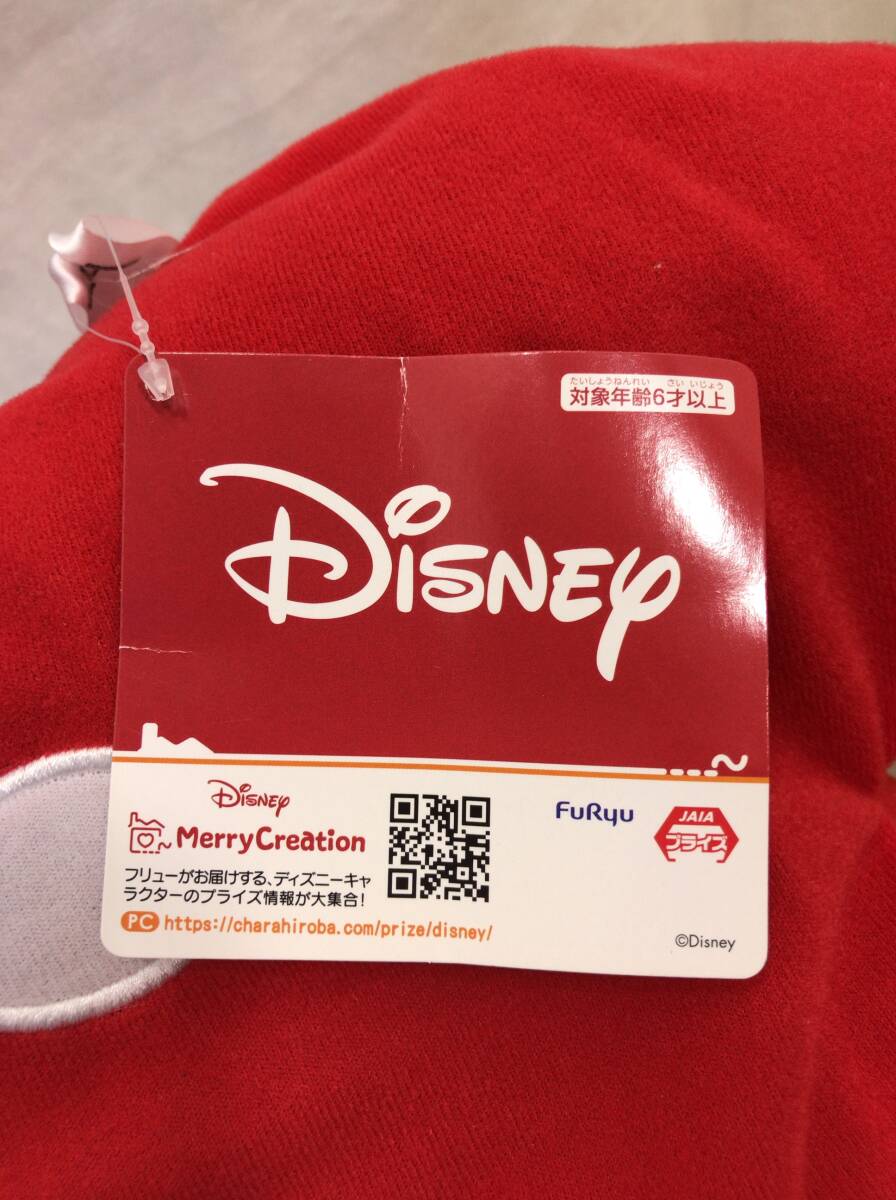 たいしょうねんれい さい いじょう
対象年齢6才以上
Disney
Disney
MerryCreation
フリューがお届けする、ディズニーキャ
ラクターのプライズ情報が大集合!
PC https://charahiroba.com/prize/disney/
FuRyu
JAIA
プライズ
©Disney